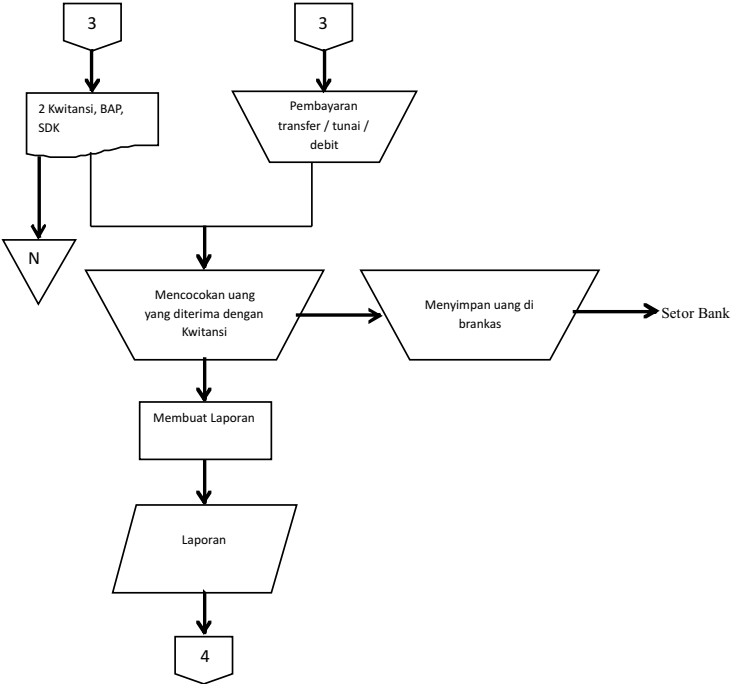 3
3
2 Kwitansi, BAP,
SDK
Pembayaran
transfer / tunai /
debit
N
Mencocokan uang
yang diterima dengan
Kwitansi
Menyimpan uang di
brankas
Setor Bank
Membuat Laporan
Laporan
4